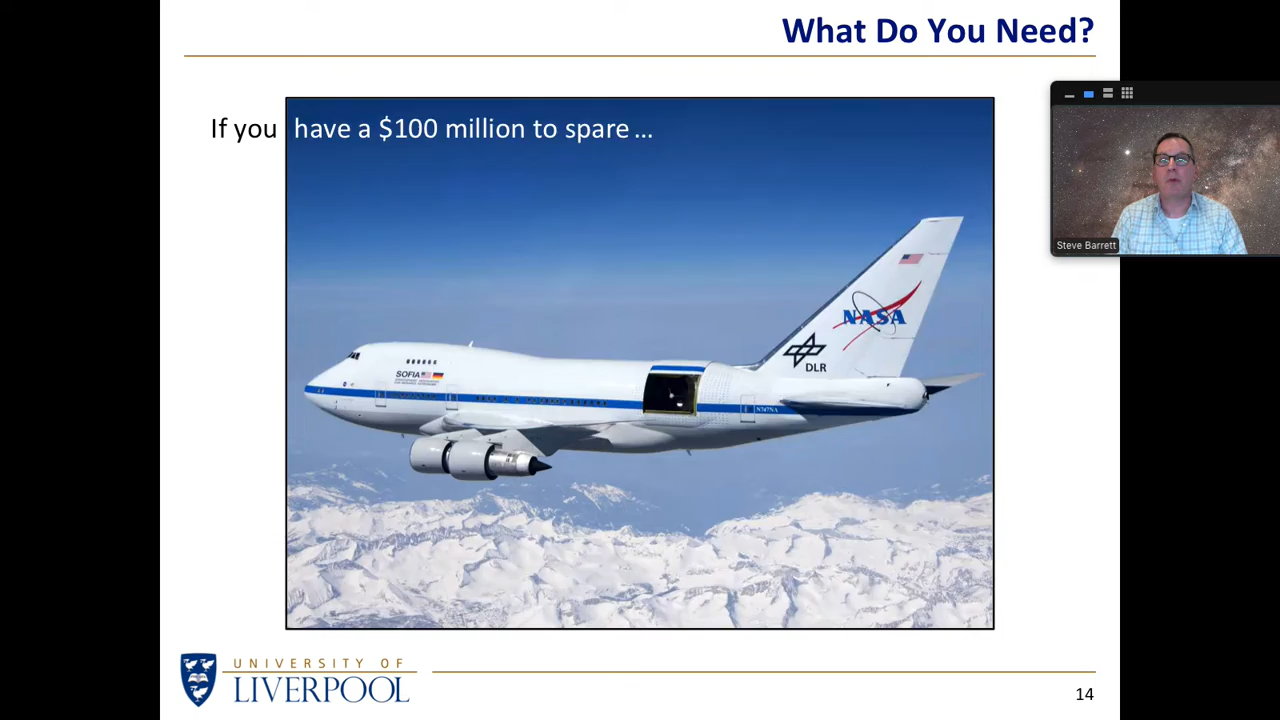 What Do You Need?
If you have a $100 million to spare …
Steve Barrett
NASA
DLR
SOFIA
N747NA
UNIVERSITY OF
LIVERPOOL
14